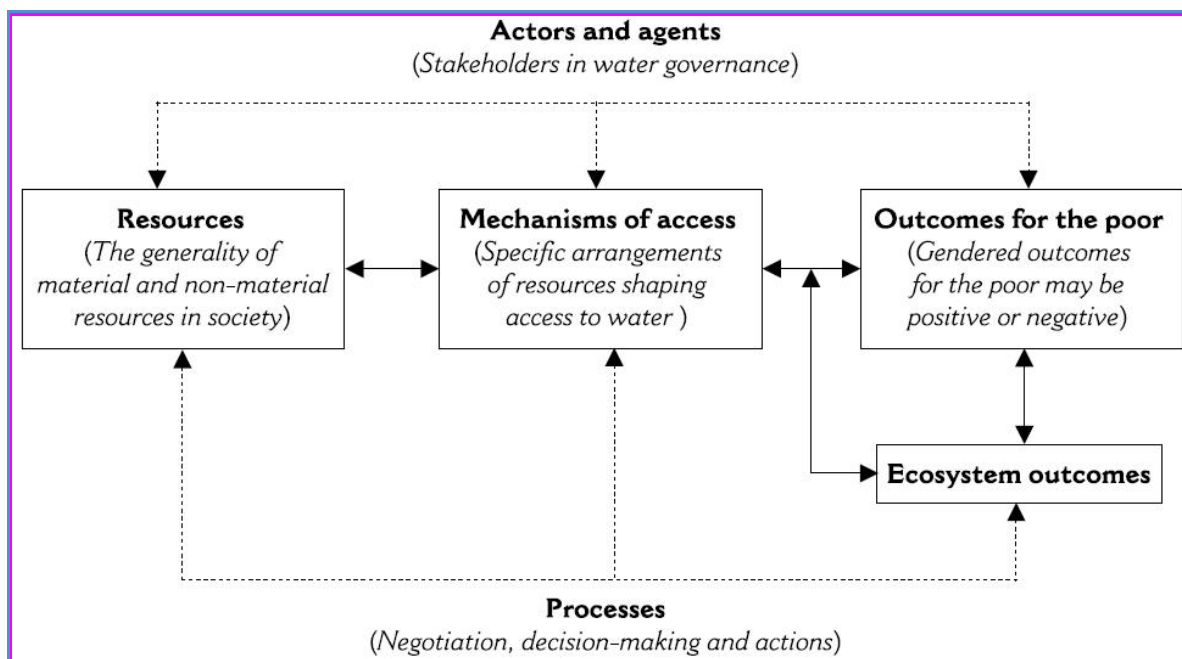 Actors and agents
(Stakeholders in water governance)
Resources
(The generality of
material and non-material
resources in society)
Mechanisms of access
(Specific arrangements
of resources shaping
access to water )
Outcomes for the poor
(Gendered outcomes
for the poor may be
positive or negative)
Ecosystem outcomes
Processes
(Negotiation, decision-making and actions)